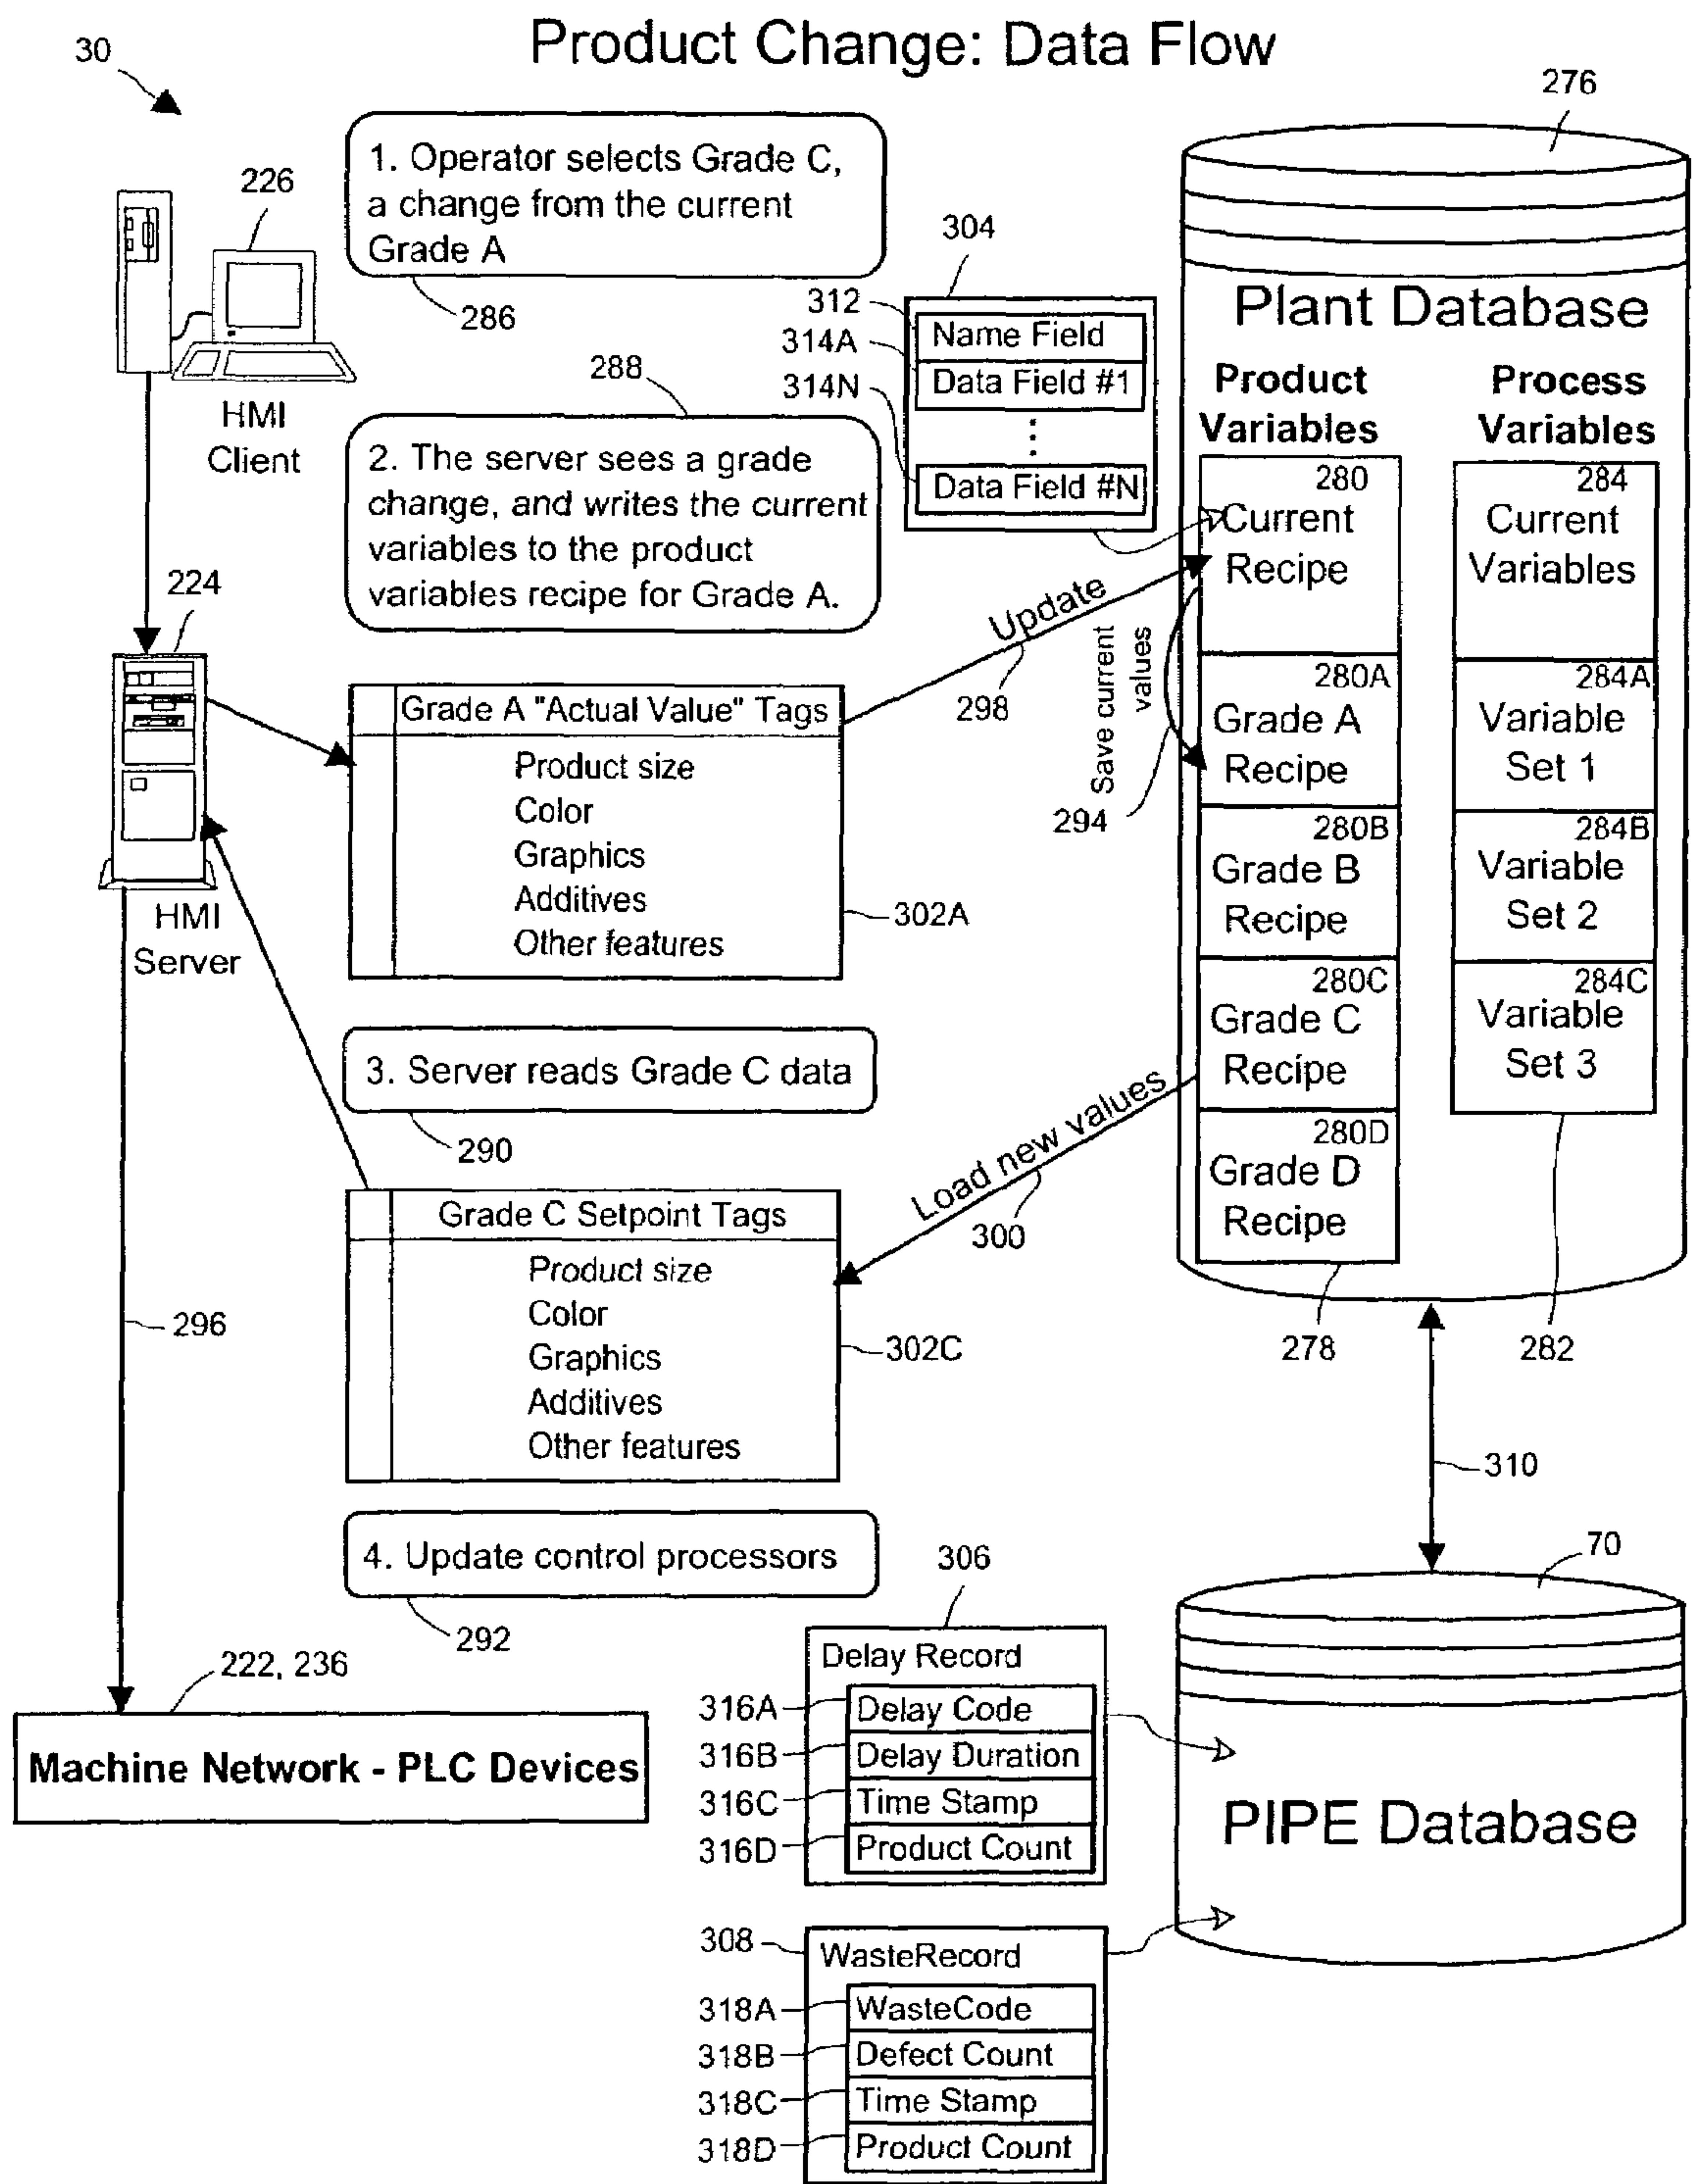 Product Change: Data Flow
30
276
1. Operator selects Grade C,
a change from the current
Grade A
286
226
HMI
Client
304
312
Name Field
314A
Data Field #1
314N
Data Field #N
288
2. The server sees a grade
change, and writes the current
variables to the product
variables recipe for Grade A.
Plant Database
Product
Variables
Process
Variables
280
Current
Recipe
284
Current
Variables
280A
Grade A
Recipe
284A
Variable
Set 1
280B
Grade B
Recipe
284B
Variable
Set 2
280C
Grade C
Recipe
284C
Variable
Set 3
280D
Grade D
Recipe
278
282
224
HMI
Server
Update
298
Save current
values
294
Grade A "Actual Value" Tags
Product size
Color
Graphics
Additives
Other features
302A
3. Server reads Grade C data
290
Load new values
300
Grade C Setpoint Tags
Product size
Color
Graphics
Additives
Other features
302C
296
310
4. Update control processors
292
222, 236
Machine Network - PLC Devices
306
Delay Record
316A
Delay Code
316B
Delay Duration
316C
Time Stamp
316D
Product Count
70
PIPE Database
308
WasteRecord
318A
WasteCode
318B
Defect Count
318C
Time Stamp
318D
Product Count